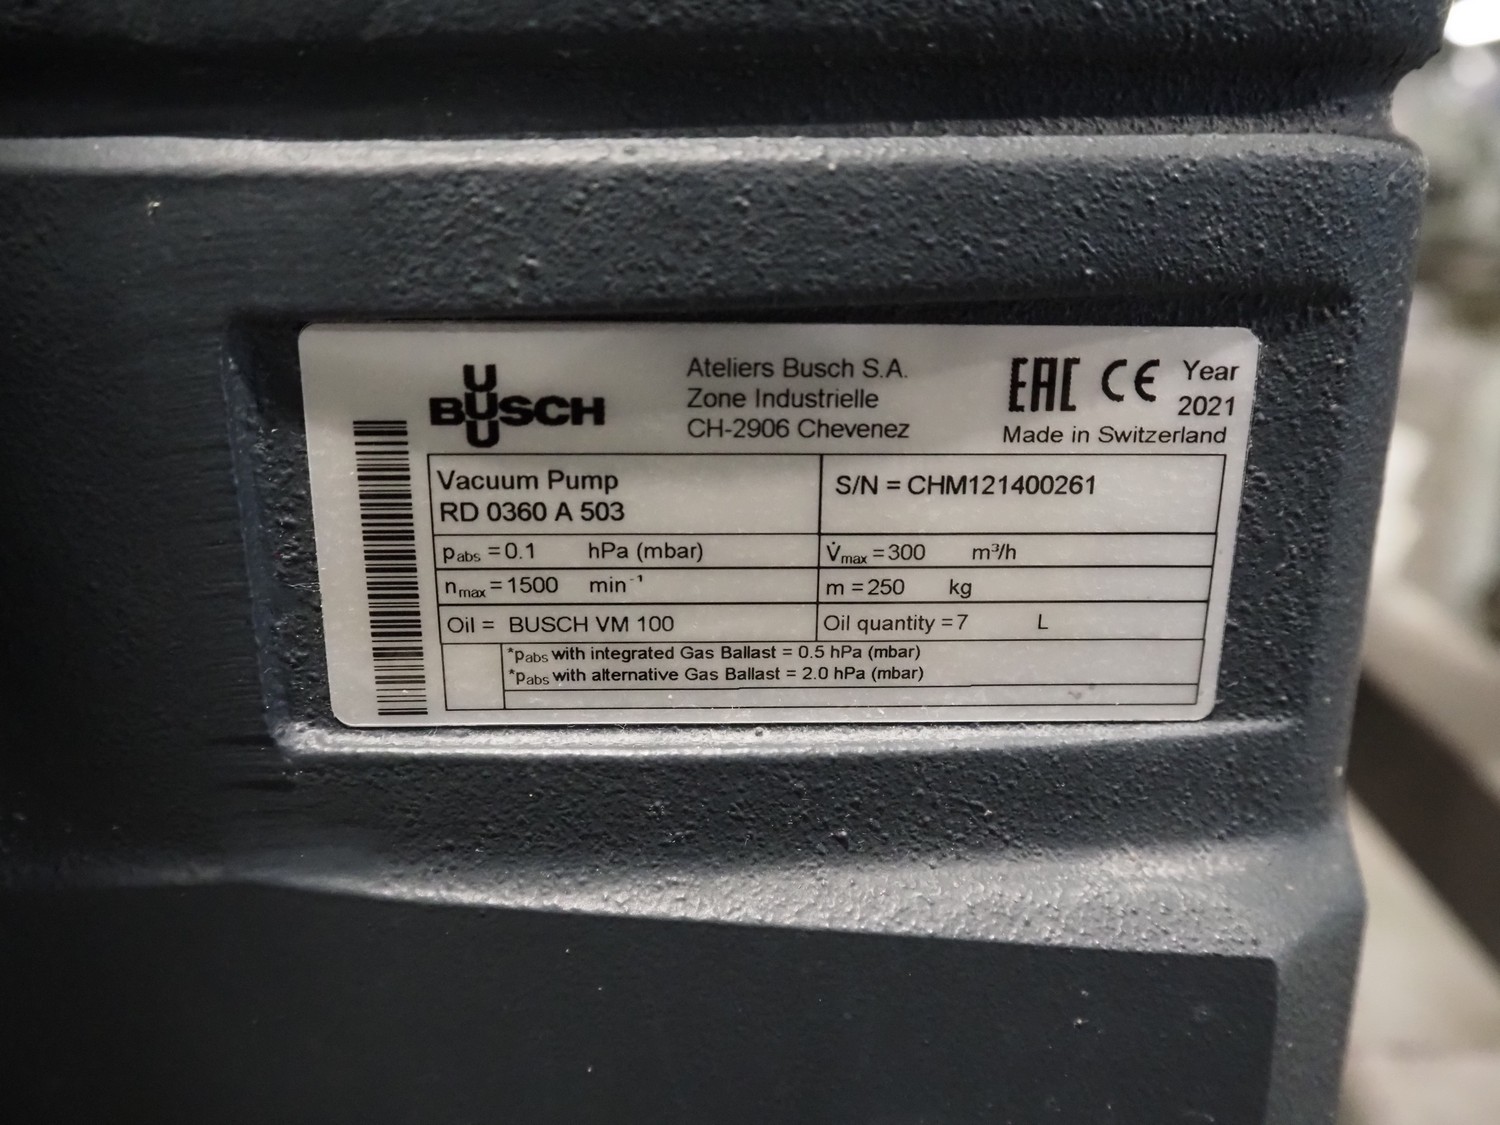 BUSCH
Ateliers Busch S.A.
Zone Industrielle
CH-2906 Chevenez
EAC CE Year
2021
Made in Switzerland
Vacuum Pump
RD 0360 A 503
S/N = CHM121400261
pabs = 0.1 hPa (mbar)
V̇max = 300 m³/h
nmax = 1500 min⁻¹
m = 250 kg
Oil = BUSCH VM 100
Oil quantity = 7 L
*pabs with integrated Gas Ballast = 0.5 hPa (mbar)
*pabs with alternative Gas Ballast = 2.0 hPa (mbar)